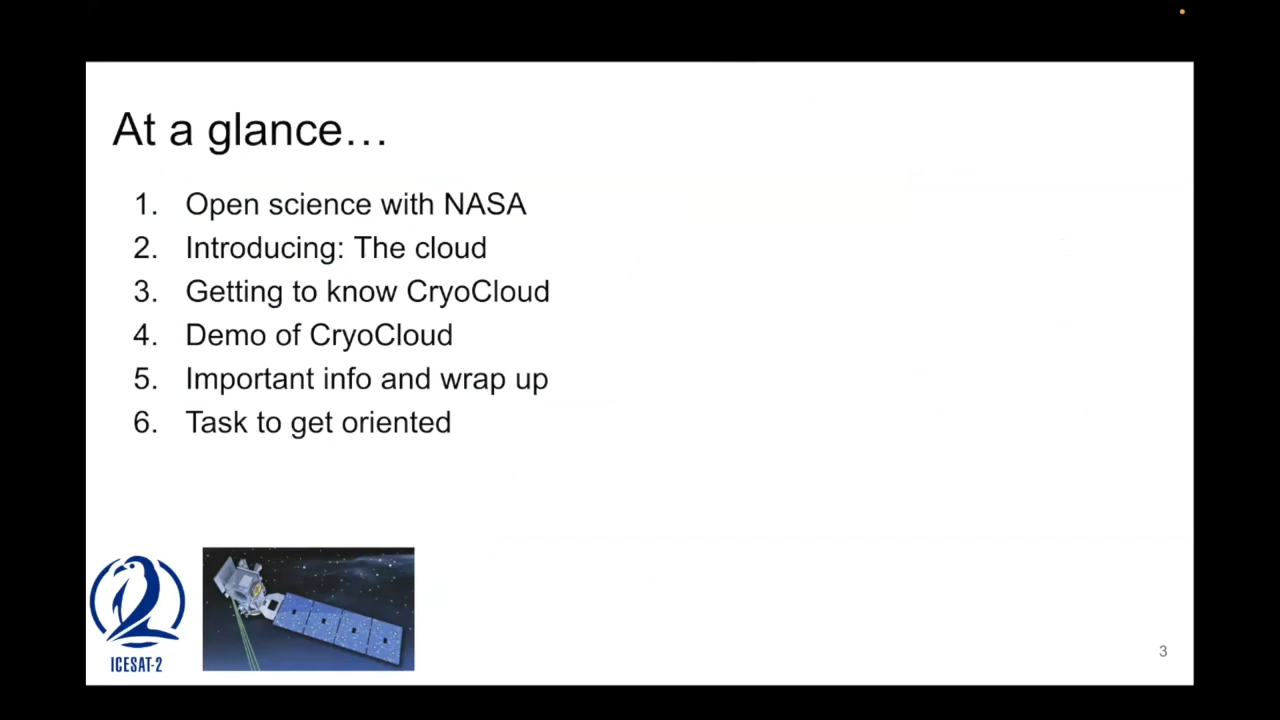 At a glance…
1. Open science with NASA
2. Introducing: The cloud
3. Getting to know CryoCloud
4. Demo of CryoCloud
5. Important info and wrap up
6. Task to get oriented
ICESAT-2
3